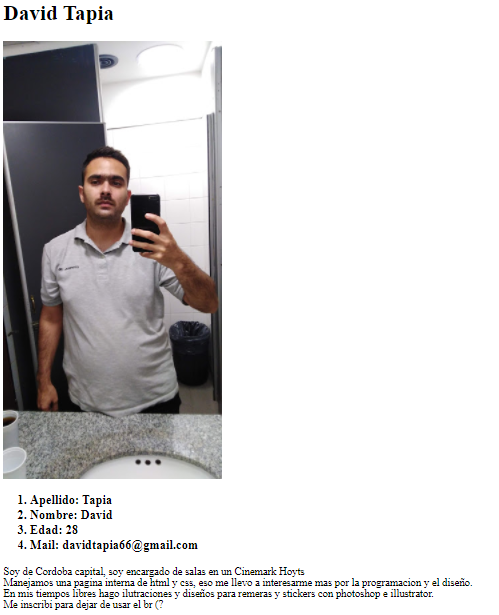 David Tapia
1. Apellido: Tapia
2. Nombre: David
3. Edad: 28
4. Mail: davidtapia66@gmail.com
Soy de Cordoba capital, soy encargado de salas en un Cinemark Hoyts
Manejamos una pagina interna de html y css, eso me llevo a interesarme mas por la programacion y el diseño.
En mis tiempos libres hago ilutraciones y diseños para remeras y stickers con photoshop e illustrator.
Me inscribi para dejar de usar el br (?